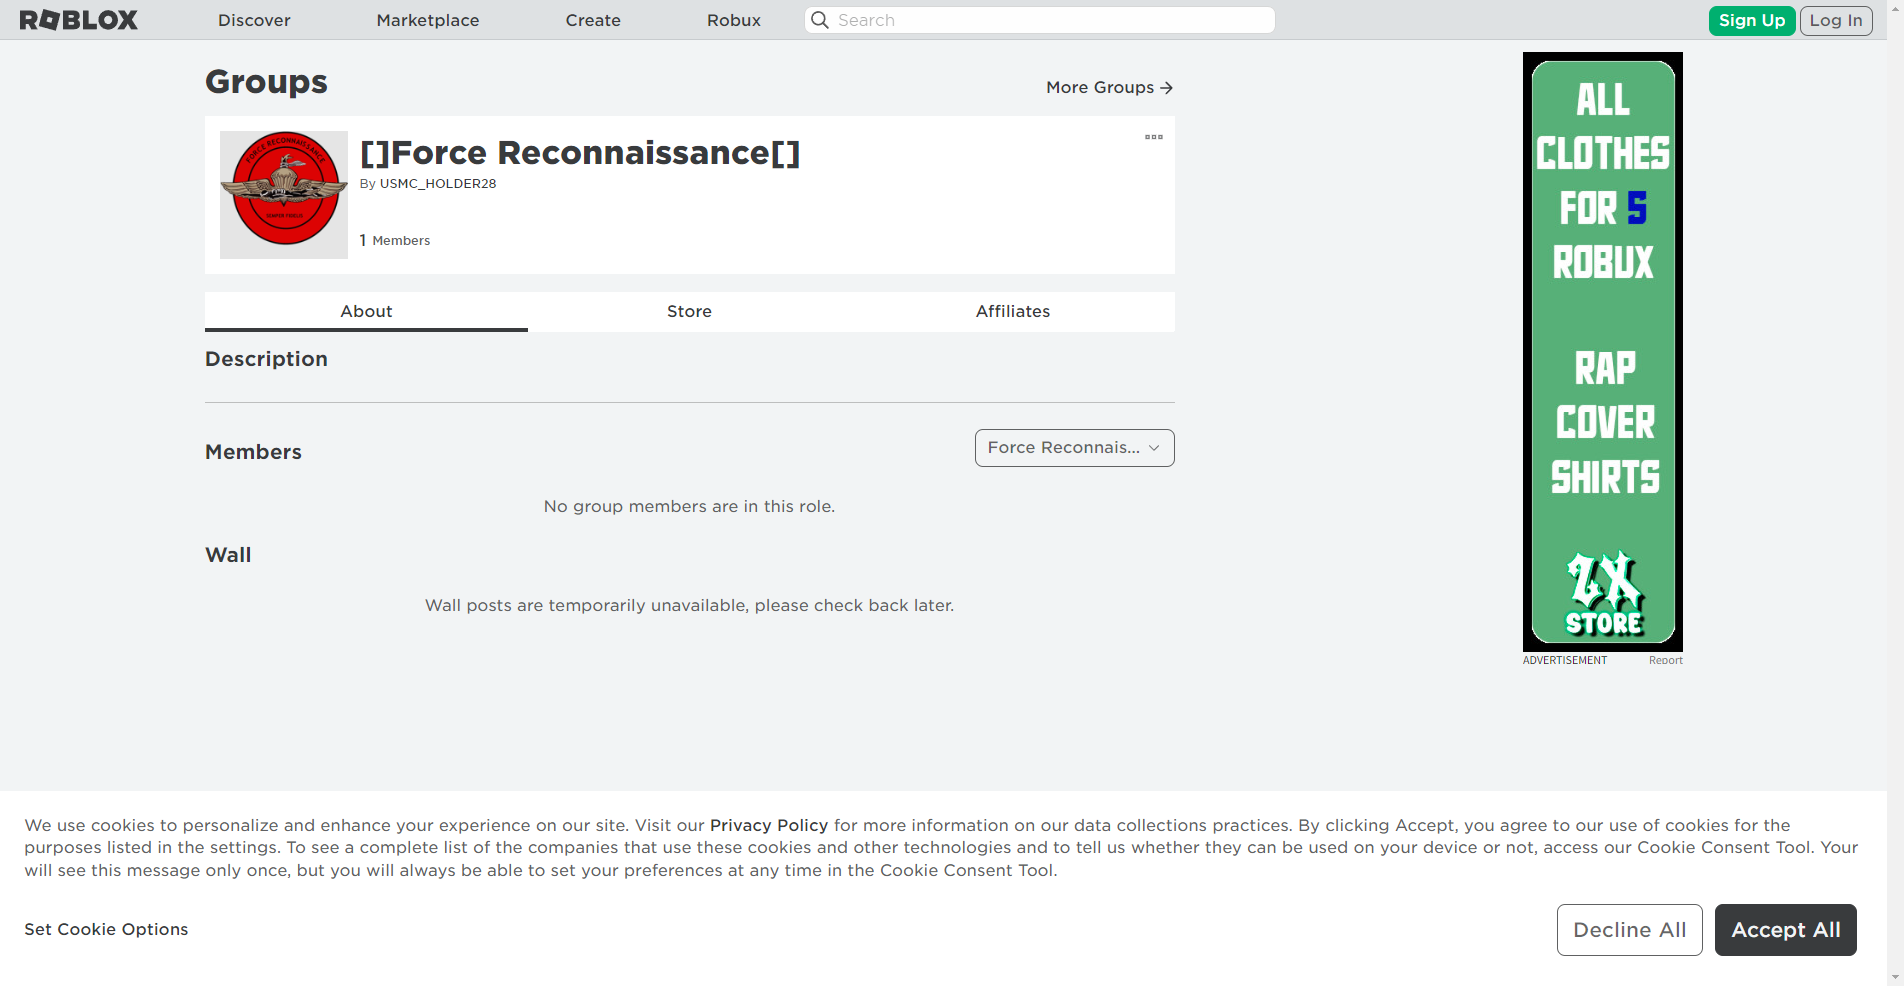 ROBLOX
Discover
Marketplace
Create
Robux
Search
Sign Up
Log In
Groups
More Groups
FORCE RECONNAISSANCE
SEMPER FIDELIS
[]Force Reconnaissance[]
By USMC_HOLDER28
1 Members
About
Store
Affiliates
Description
Members
Force Reconnais...
No group members are in this role.
Wall
Wall posts are temporarily unavailable, please check back later.
ALL
CLOTHES
FOR 5
ROBUX
RAP
COVER
SHIRTS
ZX
STORE
ADVERTISEMENT
Report
We use cookies to personalize and enhance your experience on our site. Visit our Privacy Policy for more information on our data collections practices. By clicking Accept, you agree to our use of cookies for the
purposes listed in the settings. To see a complete list of the companies that use these cookies and other technologies and to tell us whether they can be used on your device or not, access our Cookie Consent Tool. Your
will see this message only once, but you will always be able to set your preferences at any time in the Cookie Consent Tool.
Set Cookie Options
Decline All
Accept All